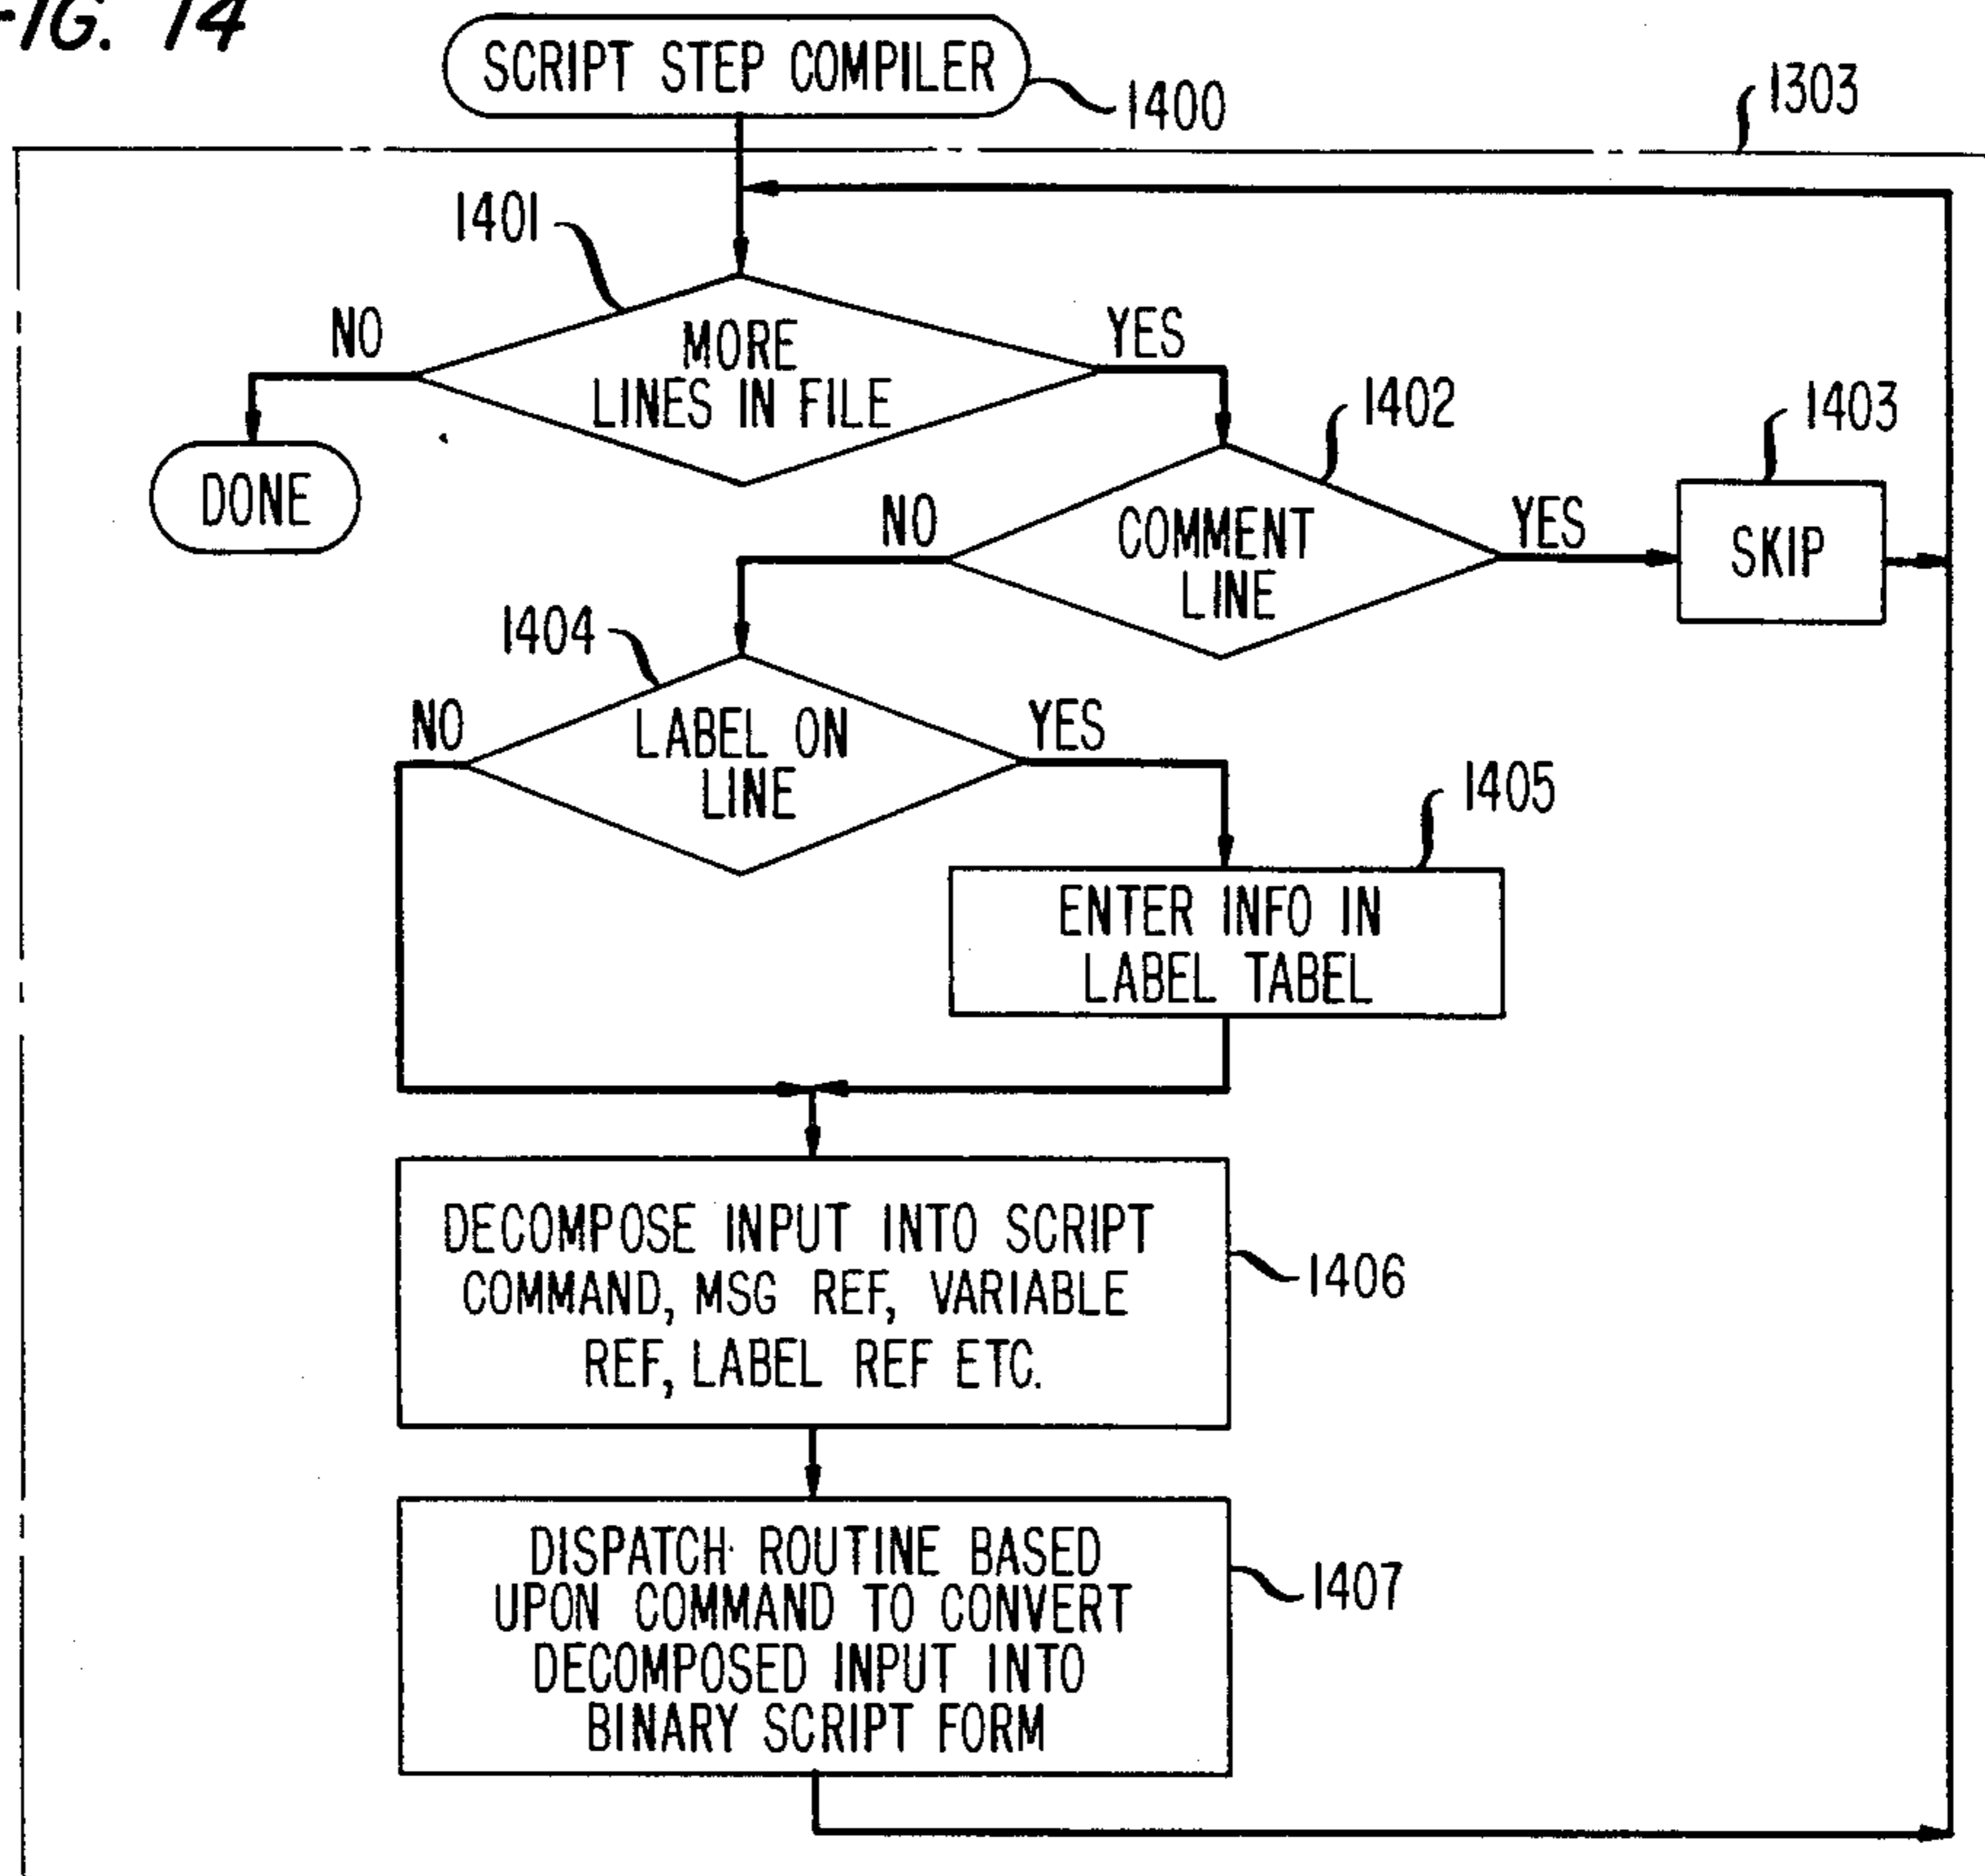 -IG. 14
SCRIPT STEP COMPILER
1400
1303
1401
NO
MORE
LINES IN FILE
YES
1402
1403
DONE
NO
COMMENT
LINE
YES
SKIP
1404
NO
LABEL ON
LINE
YES
1405
ENTER INFO IN
LABEL TABEL
DECOMPOSE INPUT INTO SCRIPT
COMMAND, MSG REF, VARIABLE
REF, LABEL REF ETC.
1406
DISPATCH ROUTINE BASED
UPON COMMAND TO CONVERT
DECOMPOSED INPUT INTO
BINARY SCRIPT FORM
1407